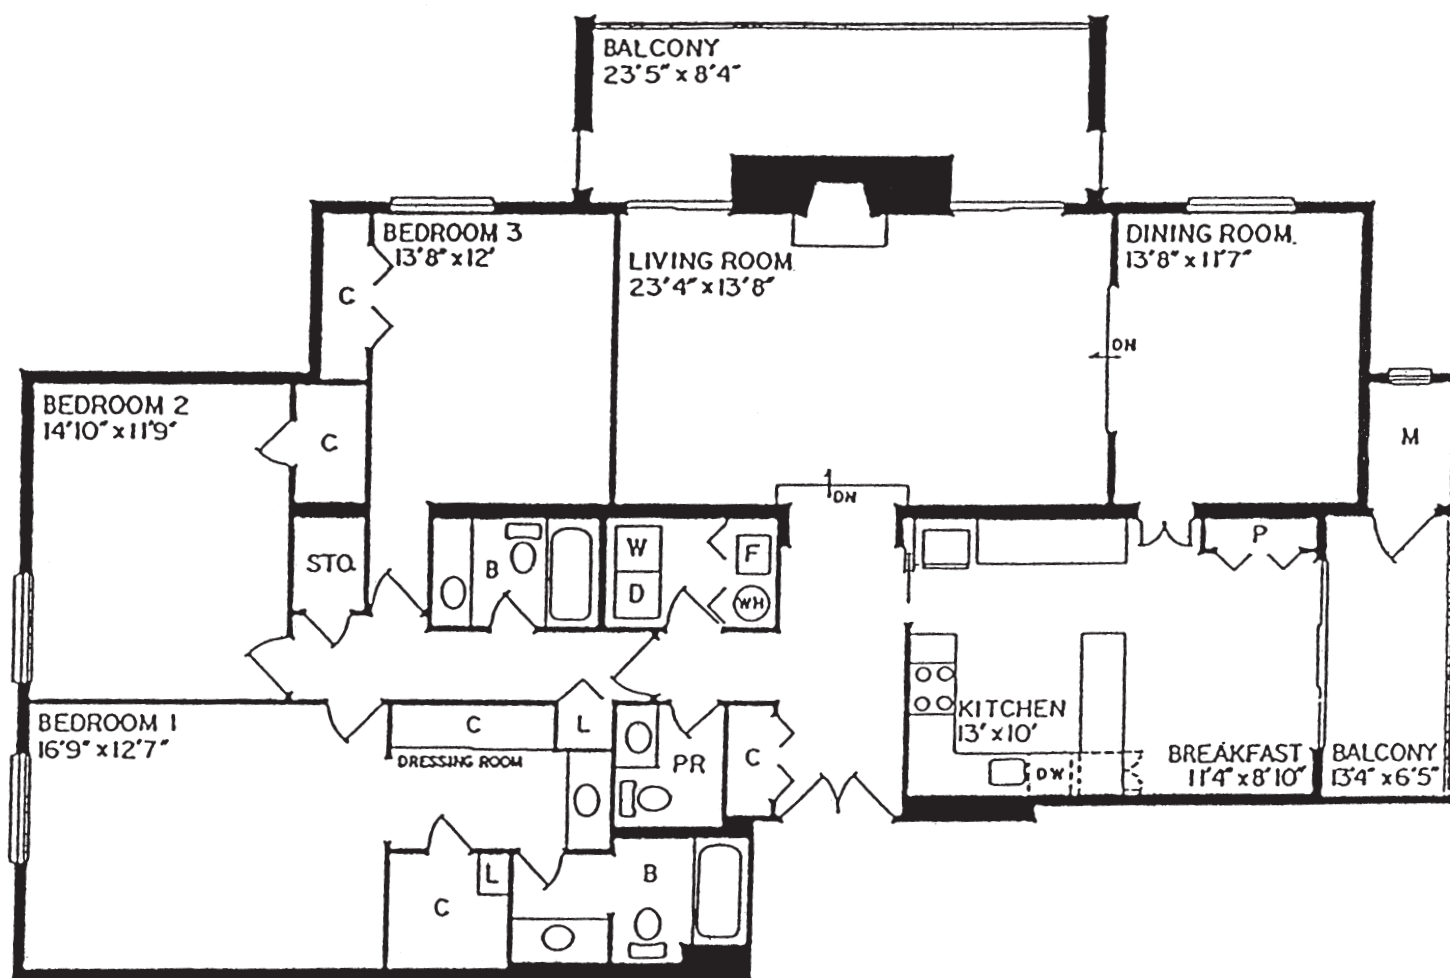 BALCONY
23'5" x 8'4"
BEDROOM 3
13'8" x 12'
LIVING ROOM
23'4" x 13'8"
DINING ROOM
13'8" x 11'7"
C
DN
BEDROOM 2
14'10" x 11'9"
C
M
DN
STO.
B
W
D
F
WH
P
BEDROOM 1
16'9" x 12'7"
C
L
DRESSING ROOM
PR
C
KITCHEN
13' x 10'
DW
BREAKFAST
11'4" x 8'10"
BALCONY
13'4" x 6'5"
L
C
B